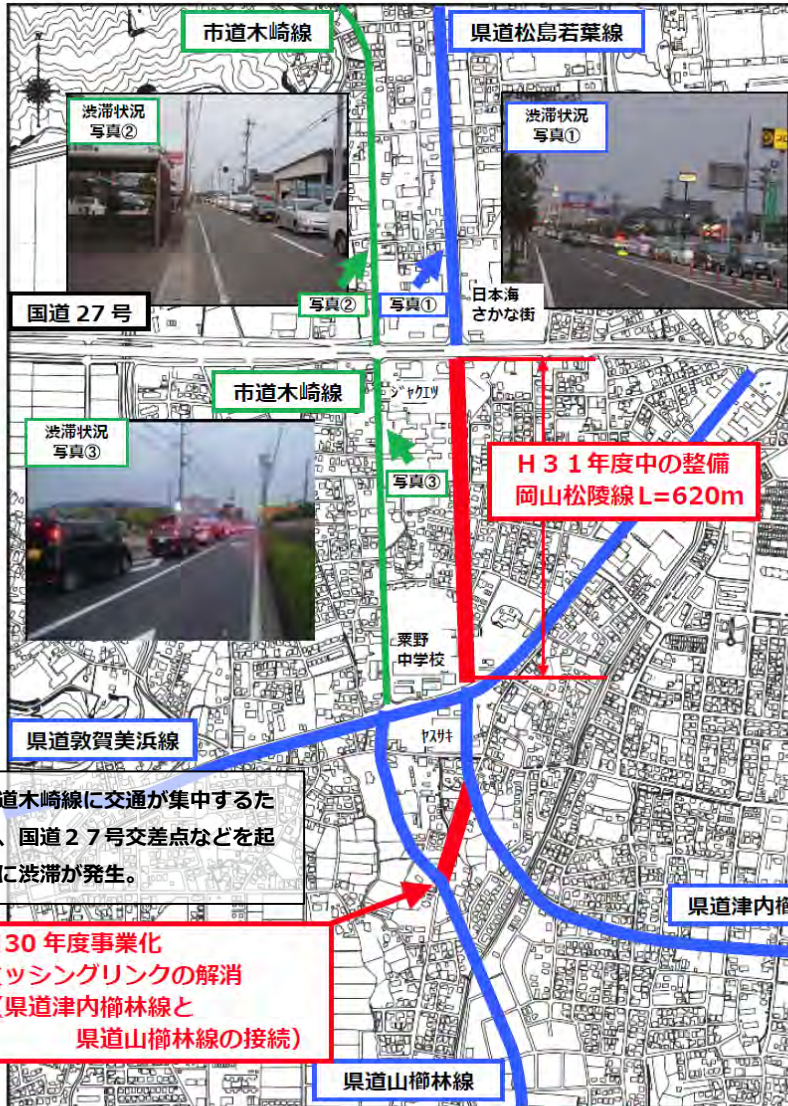 市道木崎線
県道松島若葉線
渋滞状況
写真②
渋滞状況
写真①
写真②
写真①
日本海
さかな街
国道27号
市道木崎線
ジャクエツ
渋滞状況
写真③
写真③
H31年度中の整備
岡山松陵線L=620m
粟野
中学校
県道敦賀美浜線
ヤスサキ
道木崎線に交通が集中するた
、国道27号交差点などを起
に渋滞が発生。
県道津内櫛
30年度事業化
ッシングリンクの解消
(県道津内櫛林線と
県道山櫛林線の接続)
県道山櫛林線